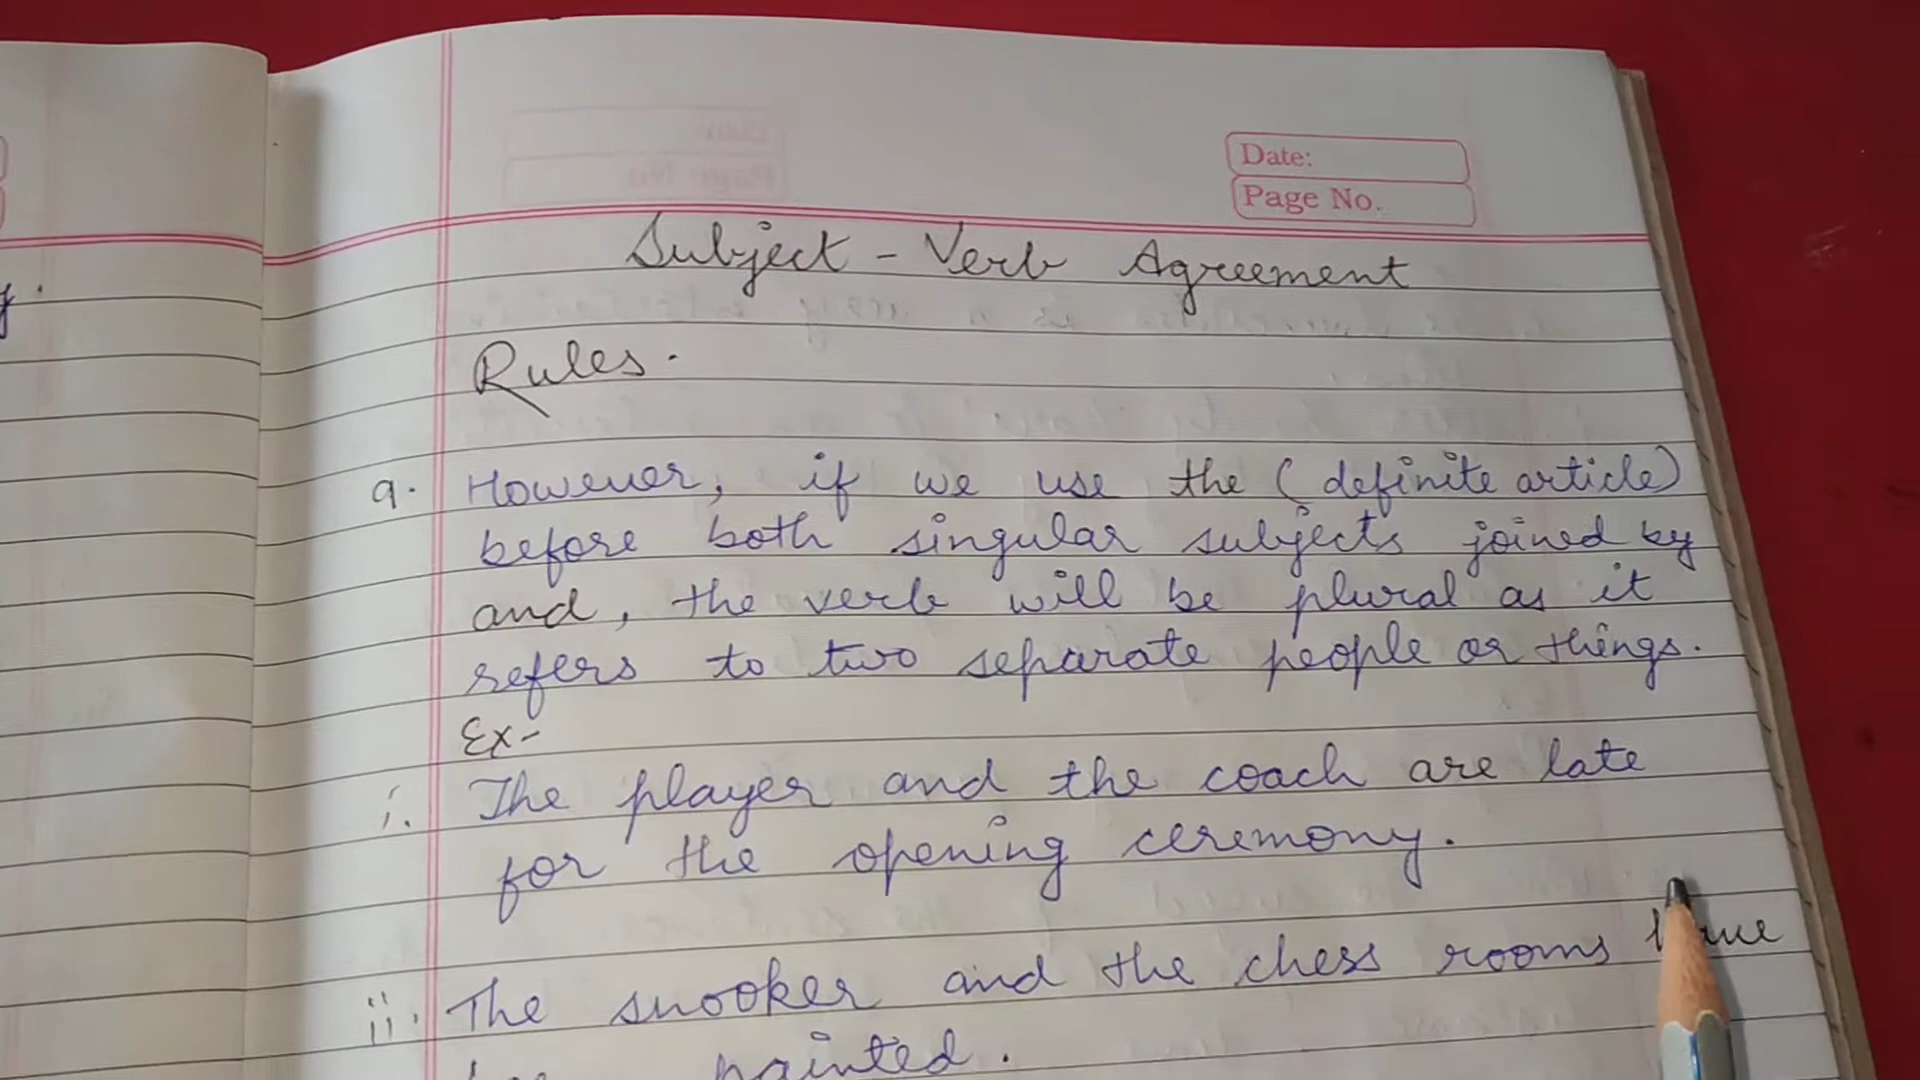 Date:
Page No.
Subject - Verb Agreement
Rules.
9. However, if we use the (definite article)
before both singular subjects joined by
and, the verb will be plural as it
refers to two separate people or things.
Ex-
i. The player and the coach are late
for the opening ceremony.
ii. The snooker and the chess rooms have
painted.